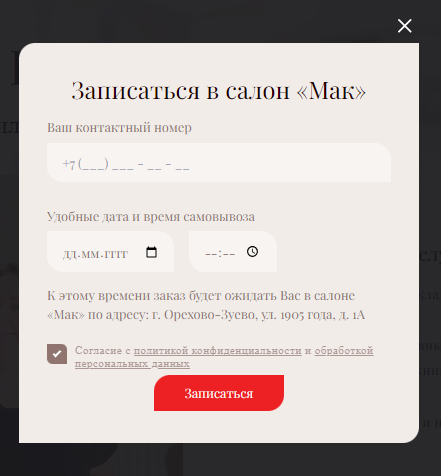 Записаться в салон «Мак»
Ваш контактный номер
+7 (___) ___ - __ - __
Удобные дата и время самовывоза
дд.мм.гггг
--:--
К этому времени заказ будет ожидать Вас в салоне
«Мак» по адресу: г. Орехово-Зуево, ул. 1905 года, д. 1А
Согласие с политикой конфиденциальности и обработкой
персональных данных
Записаться